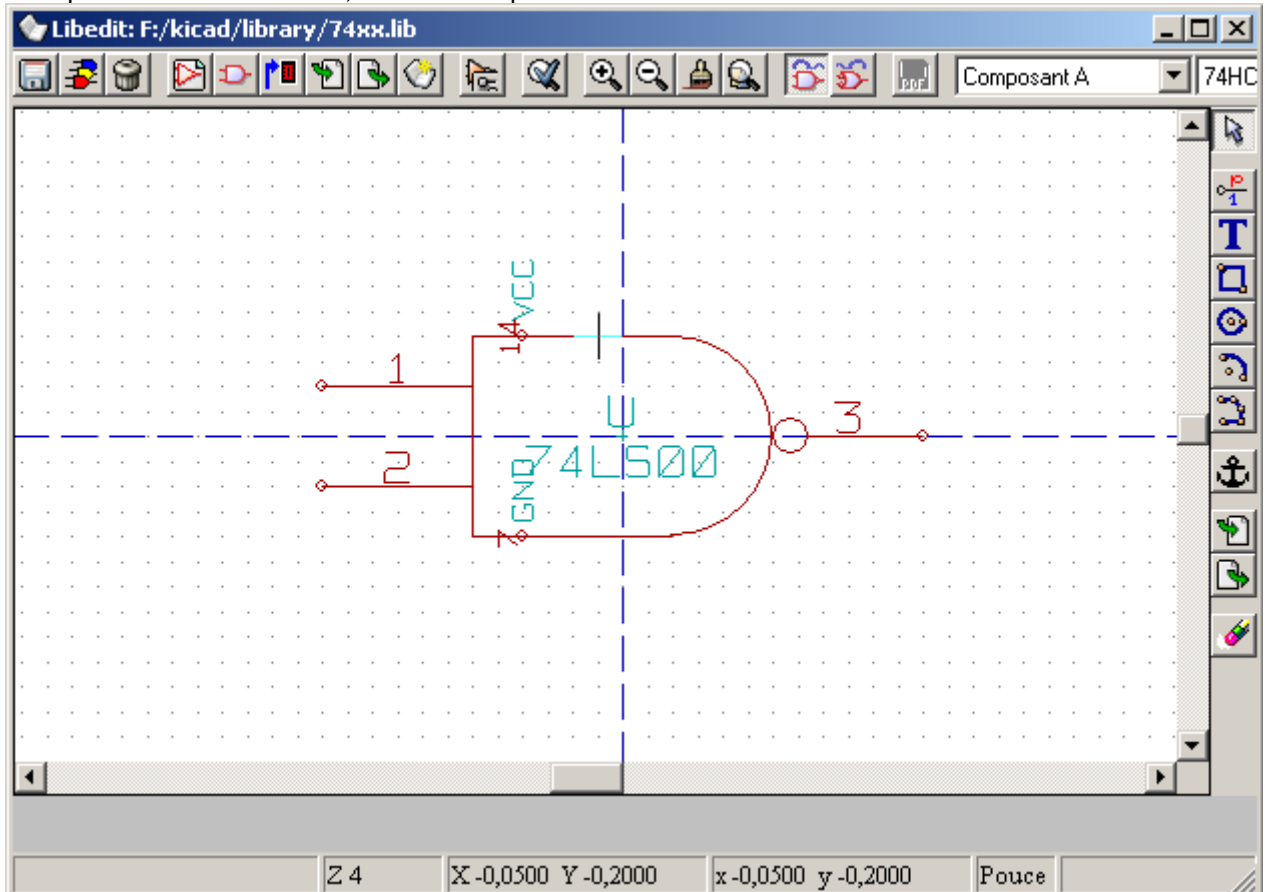 Libedit: F:/kicad/library/74xx.lib
Composant A
74HC
VCC
14
1
U
3
74LS00
2
GND
7
Z 4
X -0,0500 Y -0,2000
x -0,0500 y -0,2000
Pouce